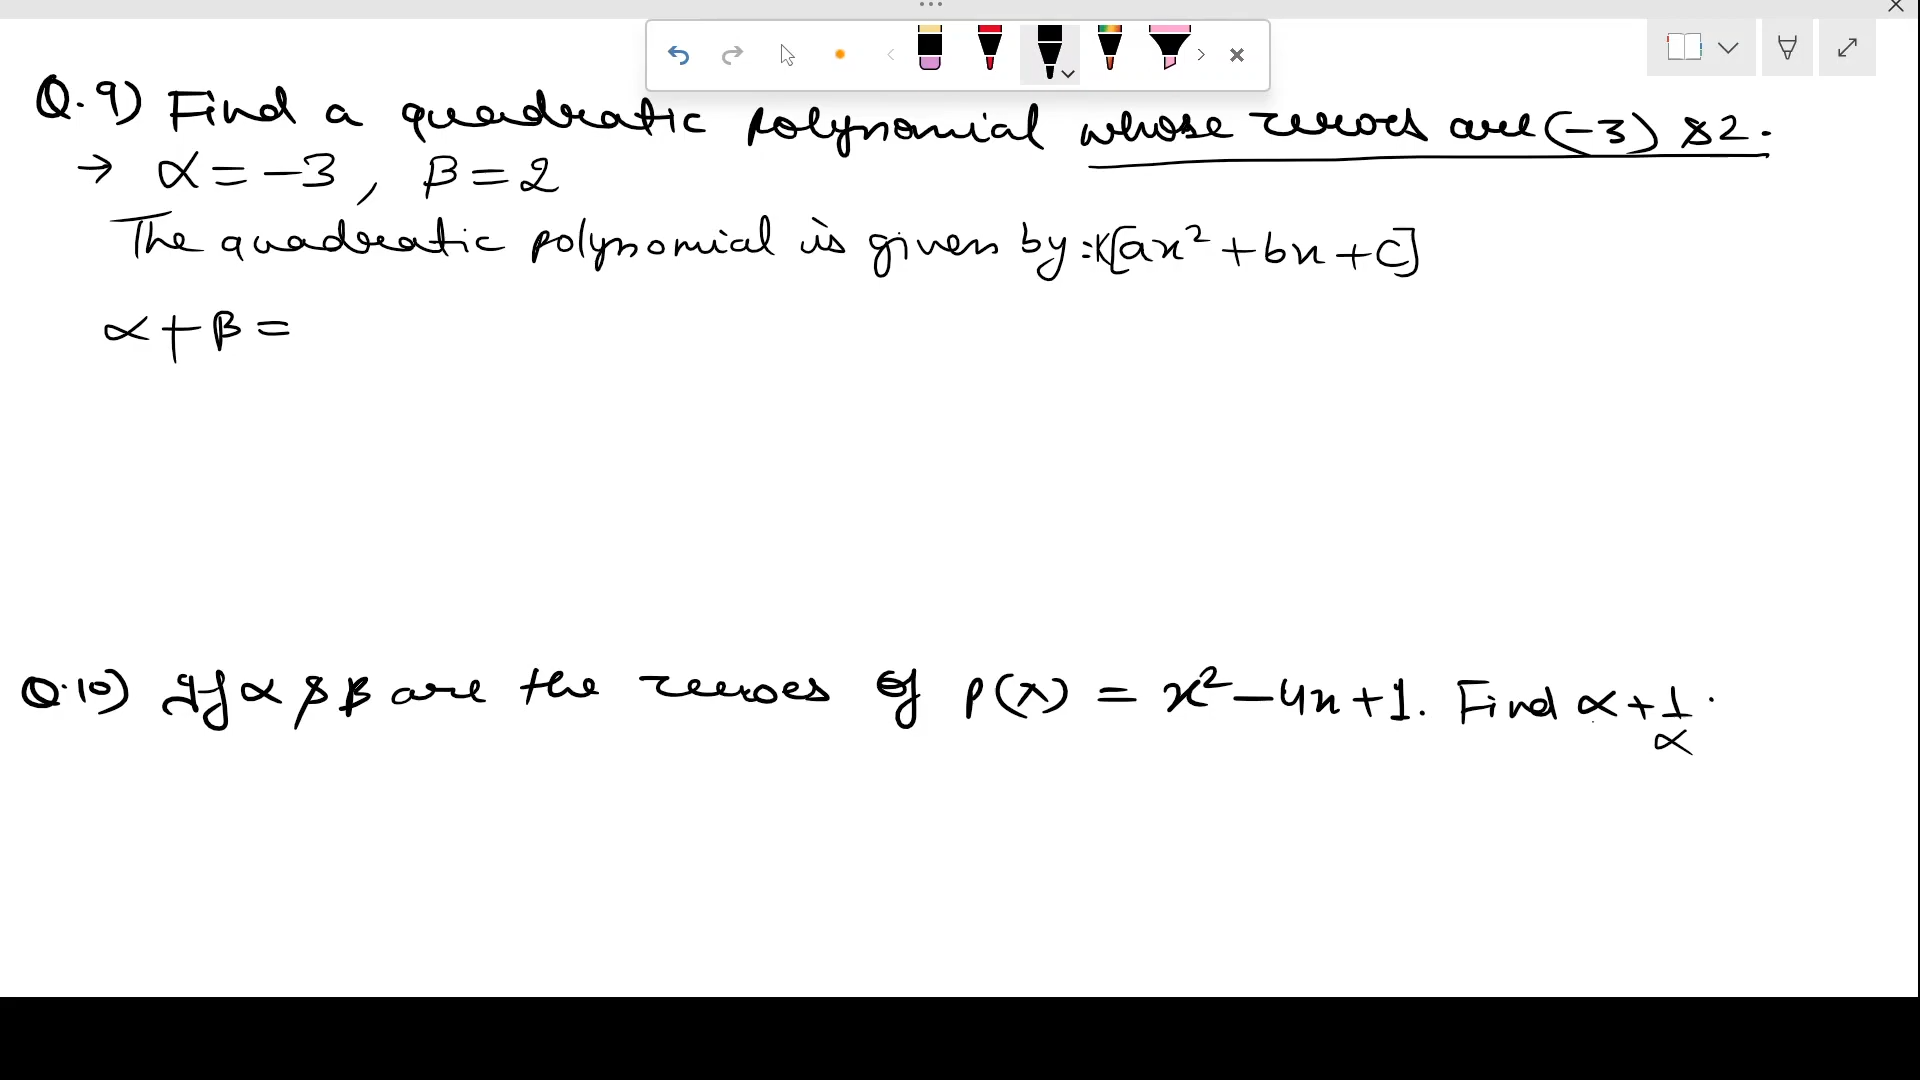 Q.9) Find a quadratic polynomial whose zeroes are (-3) & 2.
→ α = -3, β = 2
The quadratic polynomial is given by:K[ax² + bx + c]
α + β =
Q.10) If α & β are the zeroes of P(x) = x² - 4x + 1. Find α + 1/α.